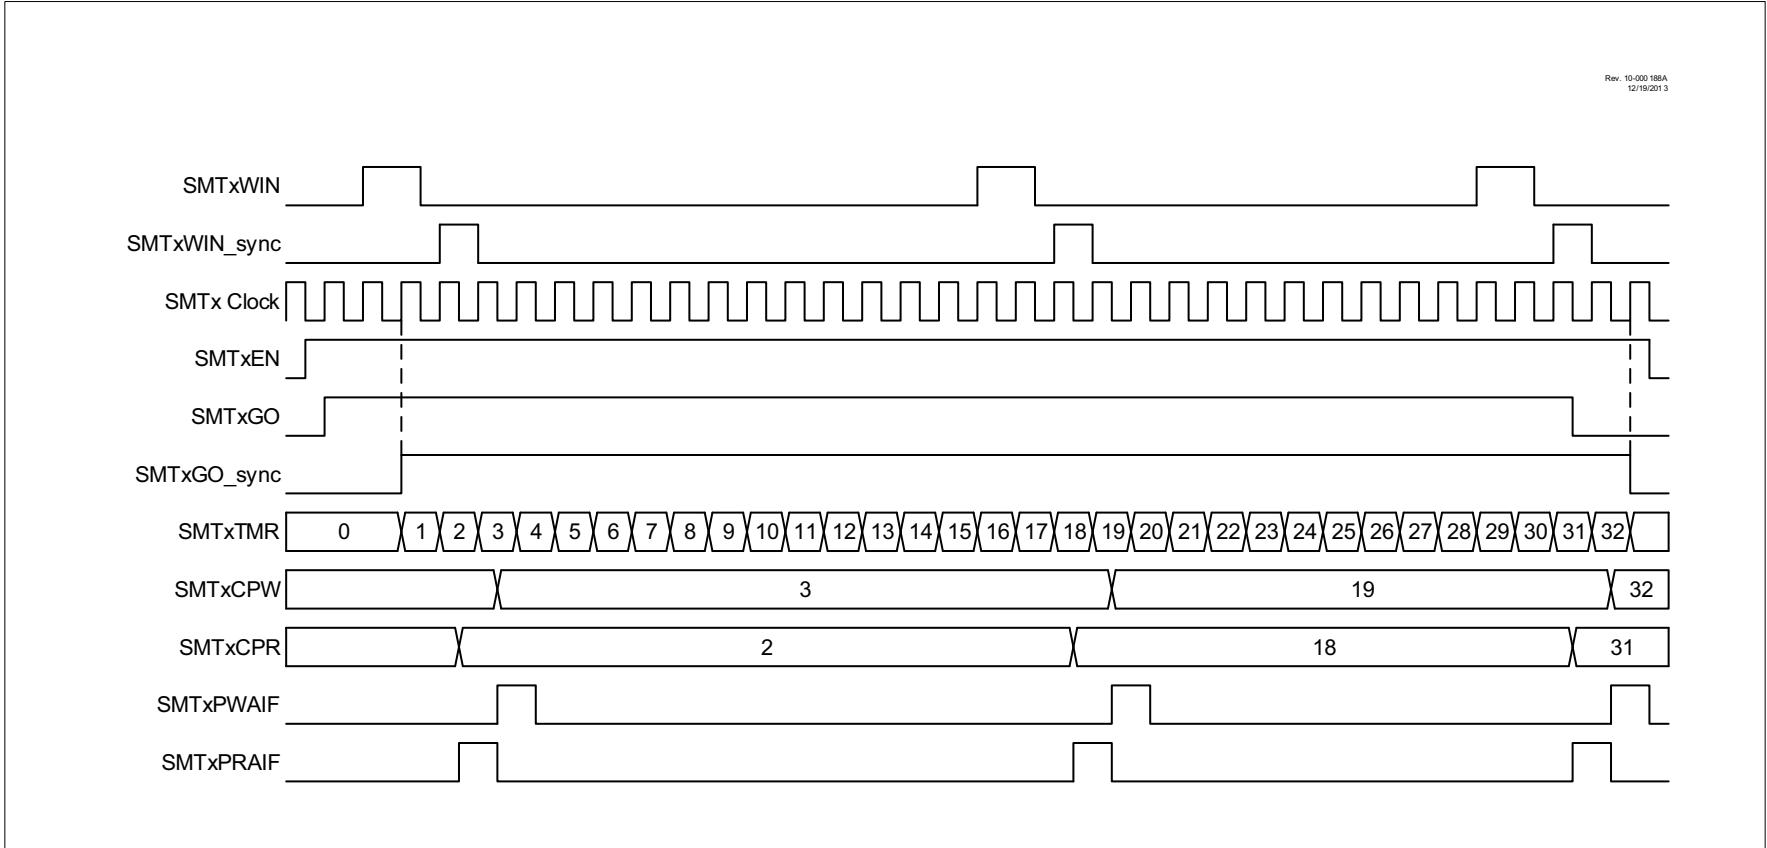 Rev. 10-000 188A
12/19/201 3
SMTxWIN
SMTxWIN_sync
SMTx Clock
SMTxEN
SMTxGO
SMTxGO_sync
SMTxTMR 0 1 2 3 4 5 6 7 8 9 10 11 12 13 14 15 16 17 18 19 20 21 22 23 24 25 26 27 28 29 30 31 32
SMTxCPW 3 19 32
SMTxCPR 2 18 31
SMTxPWAIF
SMTxPRAIF